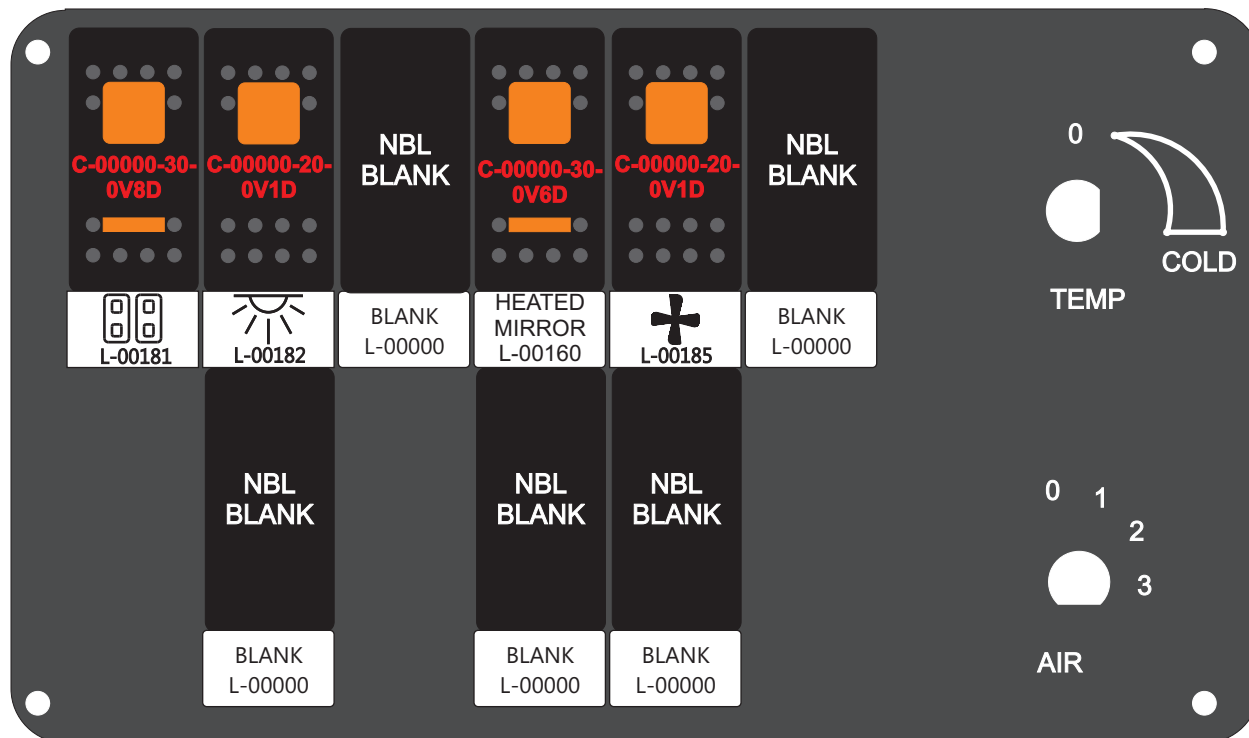 C-00000-30-
0V8D
C-00000-20-
0V1D
NBL
BLANK
C-00000-30-
0V6D
C-00000-20-
0V1D
NBL
BLANK
L-00181
L-00182
BLANK
L-00000
HEATED
MIRROR
L-00160
L-00185
BLANK
L-00000
0
COLD
TEMP
NBL
BLANK
NBL
BLANK
NBL
BLANK
BLANK
L-00000
BLANK
L-00000
BLANK
L-00000
0
1
2
3
AIR